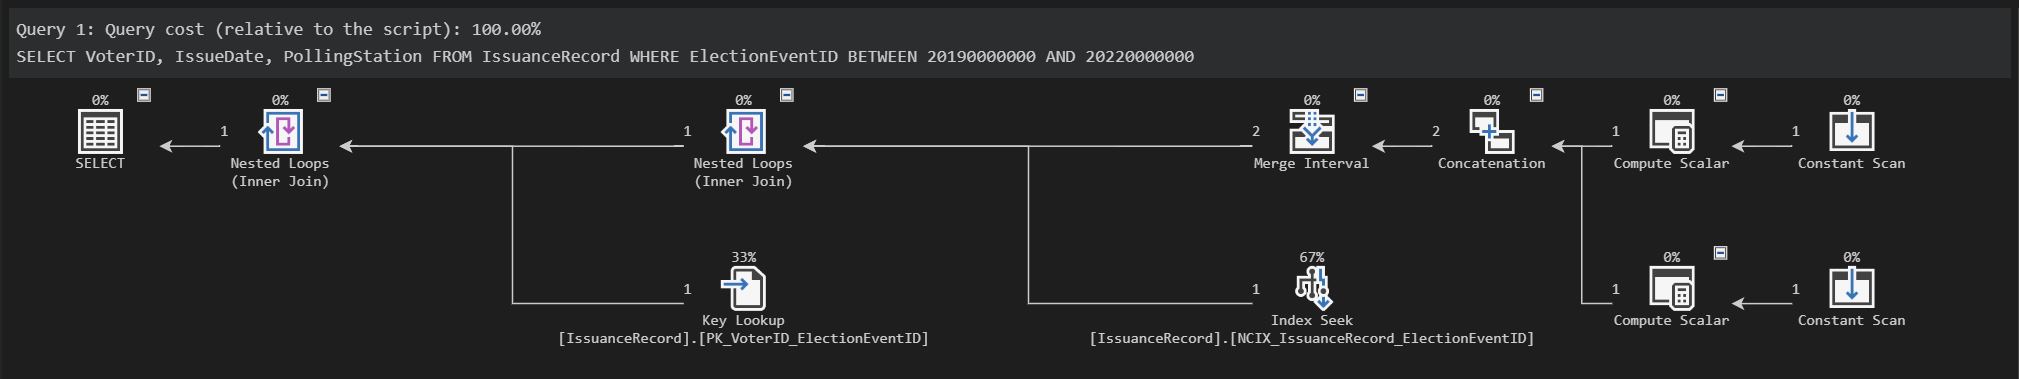 Query 1: Query cost (relative to the script): 100.00%
SELECT VoterID, IssueDate, PollingStation FROM IssuanceRecord WHERE ElectionEventID BETWEEN 20190000000 AND 20220000000
0%
SELECT
1
0%
Nested Loops
(Inner Join)
1
0%
Nested Loops
(Inner Join)
2
0%
Merge Interval
2
0%
Concatenation
1
0%
Compute Scalar
1
0%
Constant Scan
1
33%
Key Lookup
[IssuanceRecord].[PK_VoterID_ElectionEventID]
1
67%
Index Seek
[IssuanceRecord].[NCIX_IssuanceRecord_ElectionEventID]
1
0%
Compute Scalar
1
0%
Constant Scan